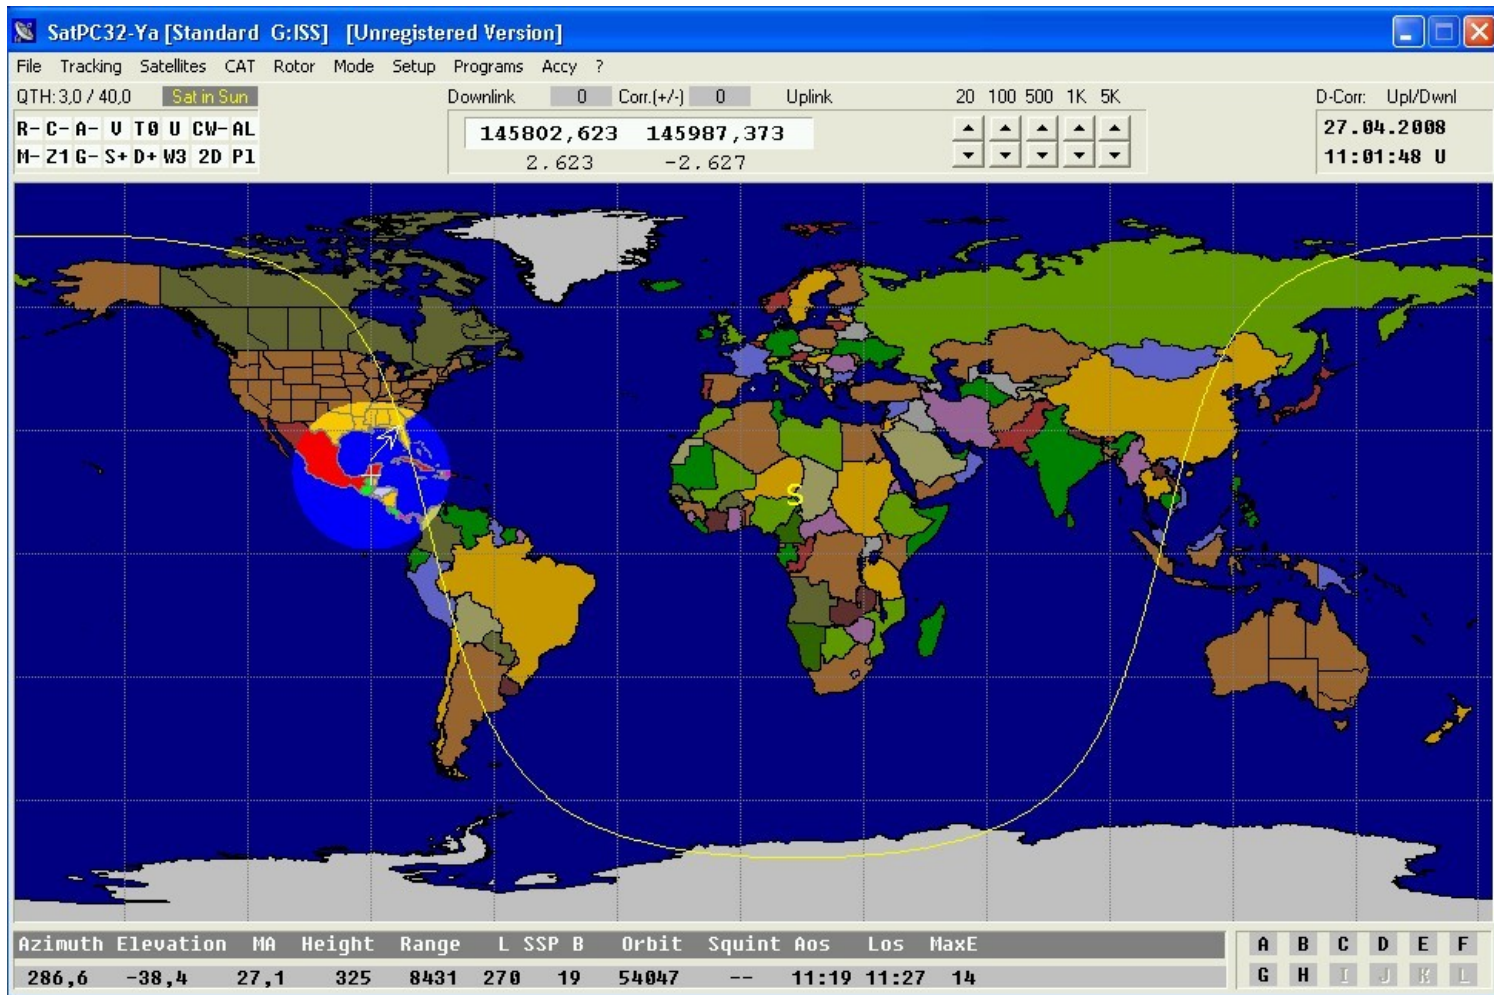 SatPC32-Ya [Standard G:ISS] [Unregistered Version]
File Tracking Satellites CAT Rotor Mode Setup Programs Accy ?
QTH: 3,0 / 40,0 Sat in Sun Downlink 0 Corr.(+/-) 0 Uplink 20 100 500 1K 5K D-Corr: Upl/Dwnl
R- C- A- V T0 U CW- AL 145802,623 145987,373 27.04.2008
M- Z1 G- S+ D+ W3 2D P1 2.623 -2.627 11:01:48 U
S
Azimuth Elevation MA Height Range L SSP B Orbit Squint Aos Los MaxE A B C D E F
286,6 -38,4 27,1 325 8431 270 19 54047 -- 11:19 11:27 14 G H I J K L